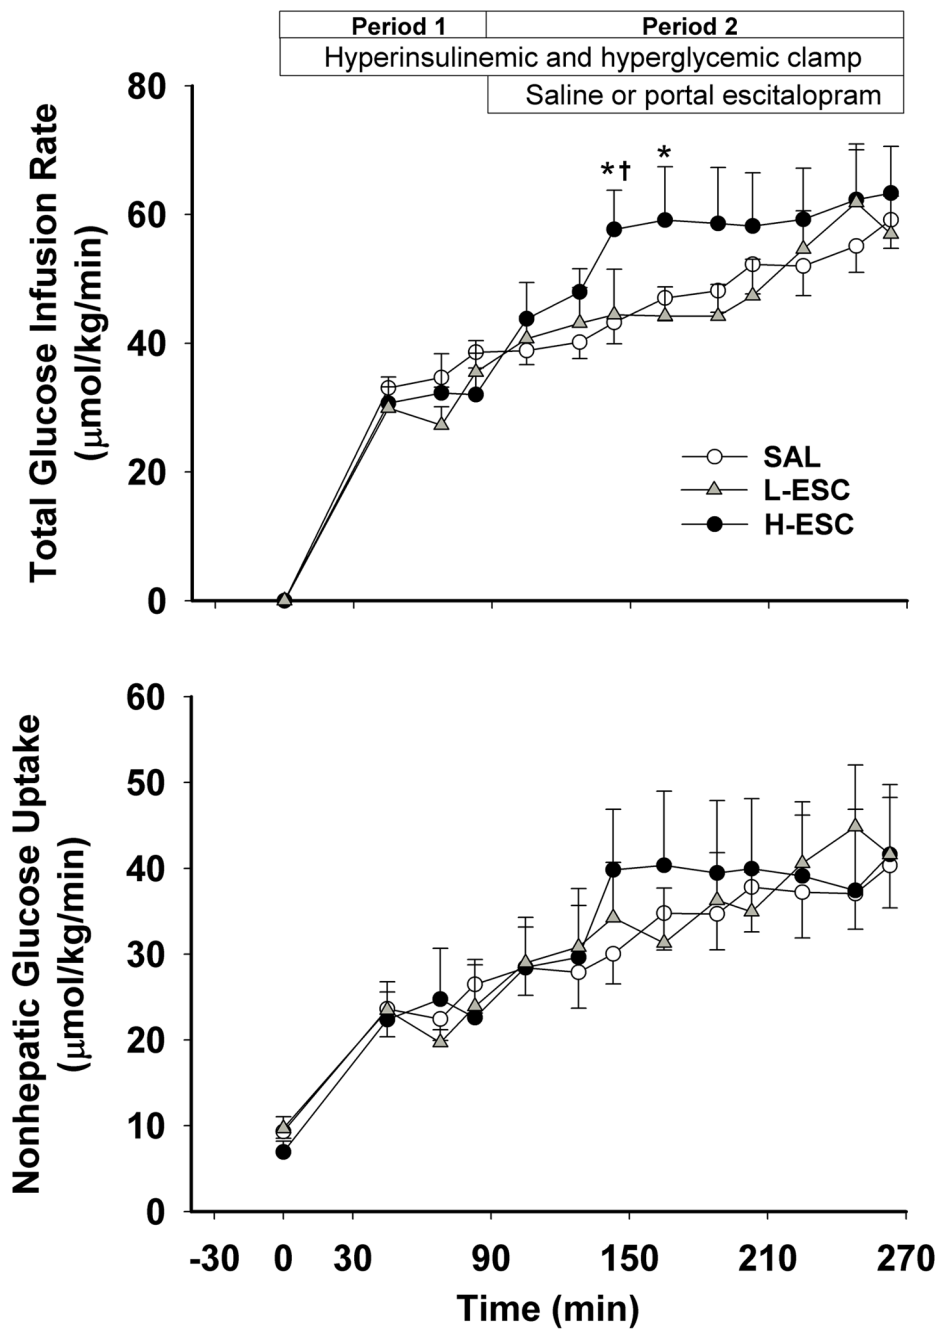 Period 1 Period 2
Hyperinsulinemic and hyperglycemic clamp
Saline or portal escitalopram
Total Glucose Infusion Rate
(μmol/kg/min)
80
60
40
20
0
*† *
SAL
L-ESC
H-ESC
Nonhepatic Glucose Uptake
(μmol/kg/min)
60
50
40
30
20
10
0
-30 0 30 90 150 210 270
Time (min)